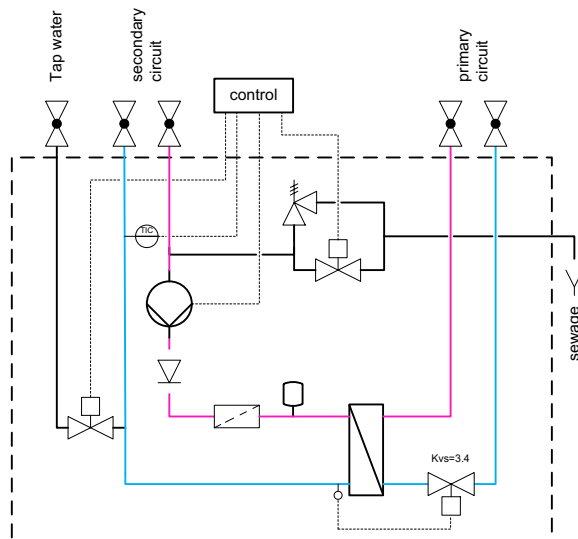 Tap water
secondary
circuit
control
primary
circuit
TIC
sewage
Kvs=3.4